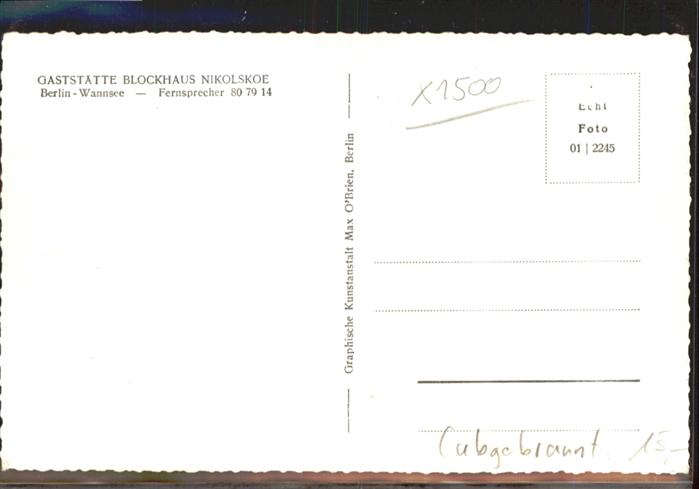 GASTSTÄTTE BLOCKHAUS NIKOLSKOE
Berlin-Wannsee — Fernsprecher 80 79 14
Graphische Kunstanstalt Max O'Brien, Berlin
X1500
Echt
Foto
01 | 2245
(abgebrannt. 15,-